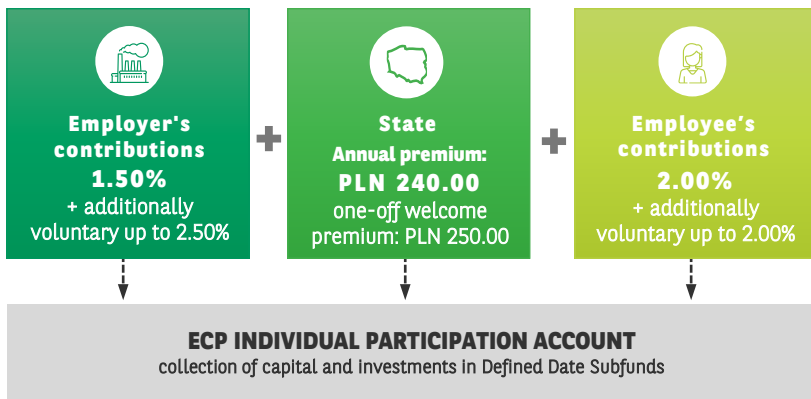 Employer's
contributions
1.50%
+ additionally
voluntary up to 2.50%
State
Annual premium:
PLN 240.00
one-off welcome
premium: PLN 250.00
Employee’s
contributions
2.00%
+ additionally
voluntary up to 2.00%
ECP INDIVIDUAL PARTICIPATION ACCOUNT
collection of capital and investments in Defined Date Subfunds